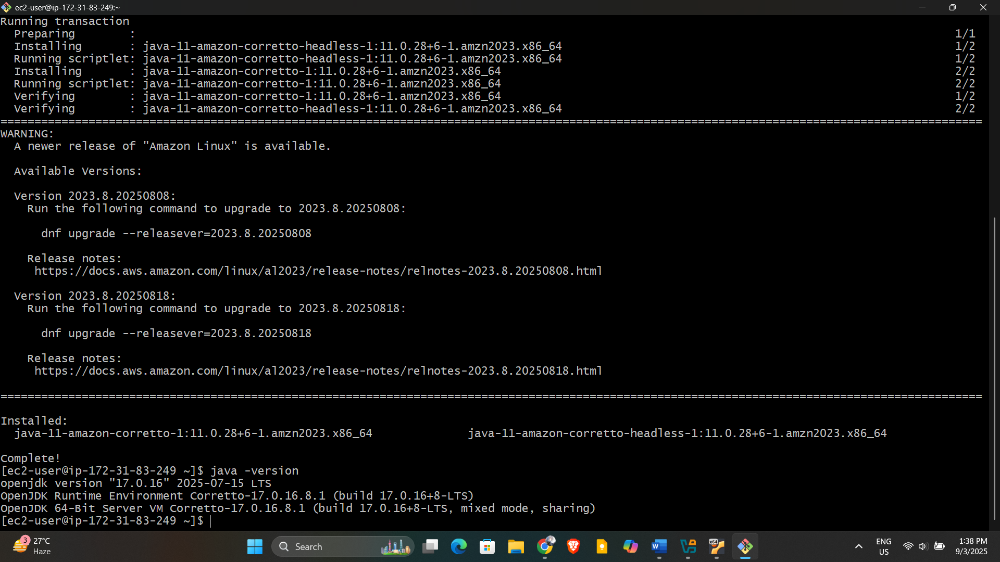 ec2-user@ip-172-31-83-249:~
Running transaction
  Preparing        :                                                                 1/1
  Installing       : java-11-amazon-corretto-headless-1:11.0.28+6-1.amzn2023.x86_64  1/2
  Running scriptlet: java-11-amazon-corretto-headless-1:11.0.28+6-1.amzn2023.x86_64  1/2
  Installing       : java-11-amazon-corretto-1:11.0.28+6-1.amzn2023.x86_64           2/2
  Running scriptlet: java-11-amazon-corretto-1:11.0.28+6-1.amzn2023.x86_64           2/2
  Verifying        : java-11-amazon-corretto-1:11.0.28+6-1.amzn2023.x86_64           1/2
  Verifying        : java-11-amazon-corretto-headless-1:11.0.28+6-1.amzn2023.x86_64  2/2
================================================================================
WARNING:
  A newer release of "Amazon Linux" is available.
  Available Versions:
  Version 2023.8.20250808:
    Run the following command to upgrade to 2023.8.20250808:
      dnf upgrade --releasever=2023.8.20250808
    Release notes:
     https://docs.aws.amazon.com/linux/al2023/release-notes/relnotes-2023.8.20250808.html
  Version 2023.8.20250818:
    Run the following command to upgrade to 2023.8.20250818:
      dnf upgrade --releasever=2023.8.20250818
    Release notes:
     https://docs.aws.amazon.com/linux/al2023/release-notes/relnotes-2023.8.20250818.html
================================================================================
Installed:
  java-11-amazon-corretto-1:11.0.28+6-1.amzn2023.x86_64              java-11-amazon-corretto-headless-1:11.0.28+6-1.amzn2023.x86_64
Complete!
[ec2-user@ip-172-31-83-249 ~]$ java -version
openjdk version "17.0.16" 2025-07-15 LTS
OpenJDK Runtime Environment Corretto-17.0.16.8.1 (build 17.0.16+8-LTS)
OpenJDK 64-Bit Server VM Corretto-17.0.16.8.1 (build 17.0.16+8-LTS, mixed mode, sharing)
[ec2-user@ip-172-31-83-249 ~]$
3
27°C
Haze
Search
W
X64
ENG
US
1:38 PM
9/3/2025